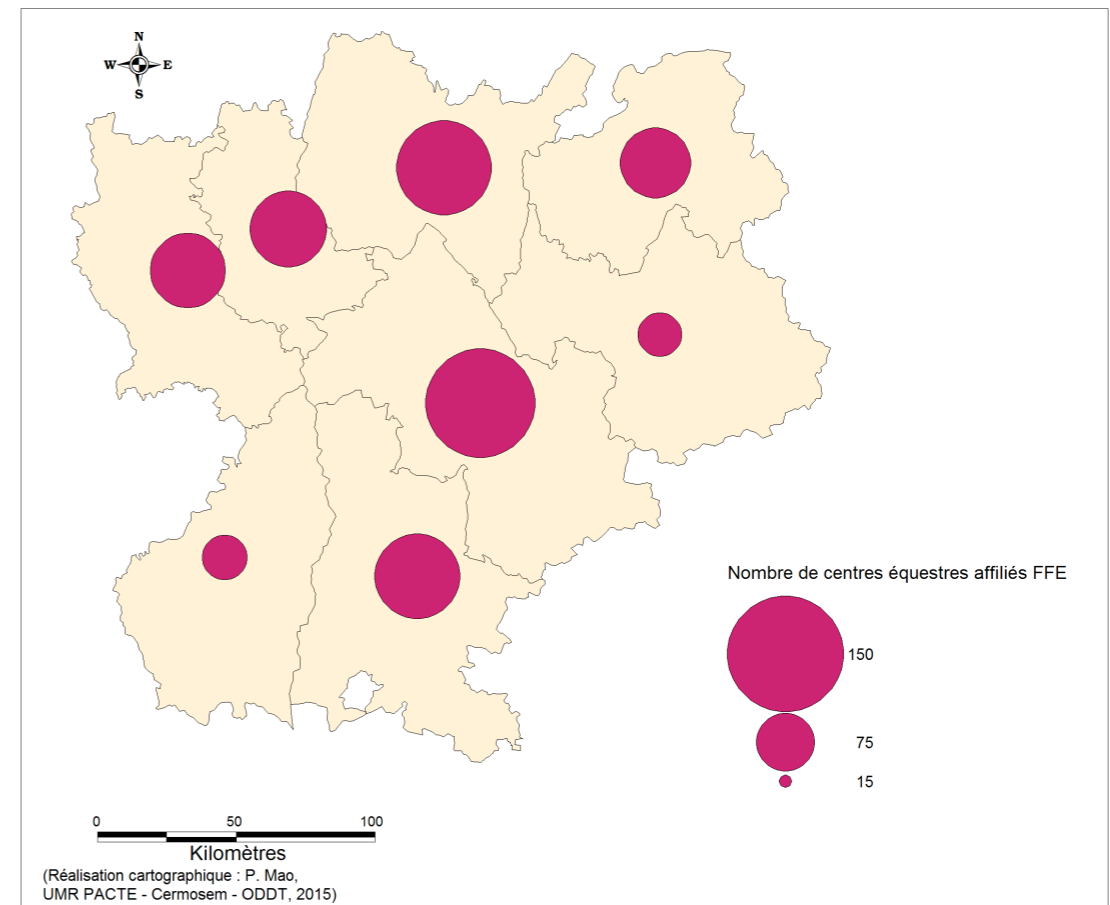 N
W E
S
Nombre de centres équestres affiliés FFE
150
75
15
0 50 100
Kilomètres
(Réalisation cartographique : P. Mao,
UMR PACTE - Cermosem - ODDT, 2015)